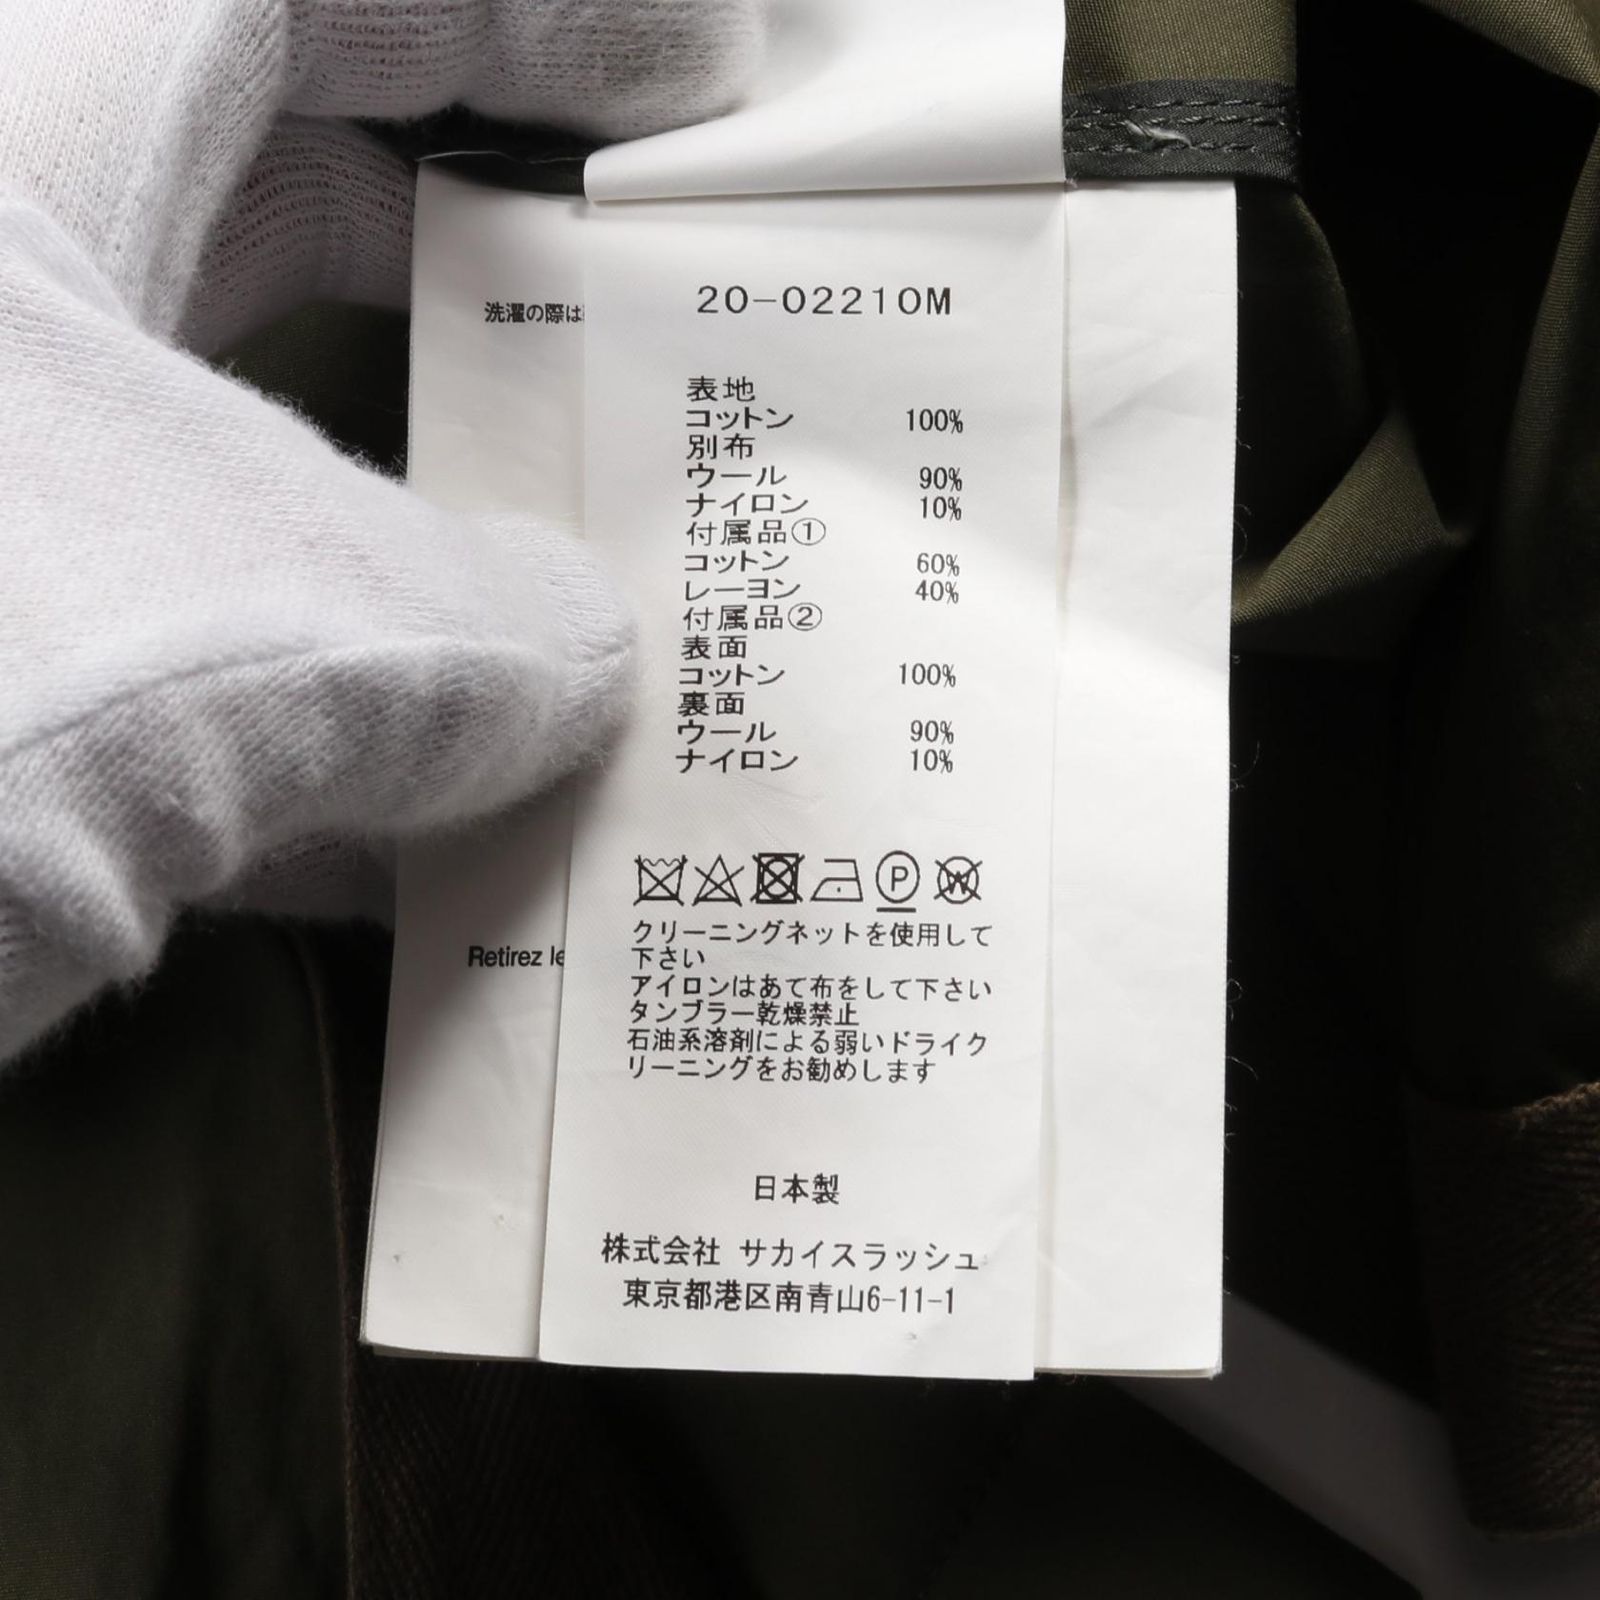 洗濯の際は
20-02210M
表地
コットン 100%
別布
ウール 90%
ナイロン 10%
付属品①
コットン 60%
レーヨン 40%
付属品②
表面
コットン 100%
裏面
ウール 90%
ナイロン 10%
P
W
クリーニングネットを使用して
下さい
アイロンはあて布をして下さい
タンブラー乾燥禁止
石油系溶剤による弱いドライク
リーニングをお勧めします
Retirez le
日本製
株式会社 サカイスラッシュ
東京都港区南青山6-11-1